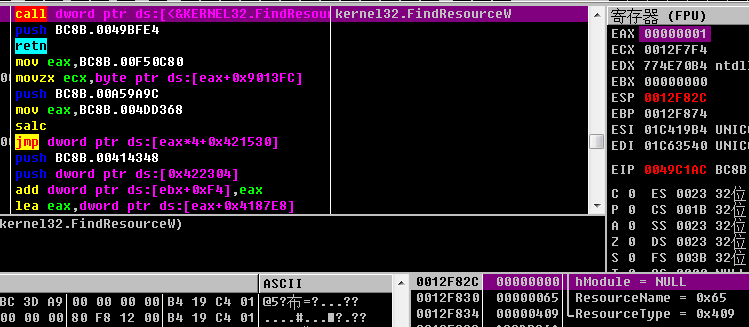 call dword ptr ds:[<&KERNEL32.FindResour kernel32.FindResourceW
push BC8B.0049BFE4
retn
mov eax,BC8B.00F50C80
movzx ecx,byte ptr ds:[eax+0x9013FC]
push BC8B.00A59A9C
mov eax,BC8B.004DD368
salc
jmp dword ptr ds:[eax*4+0x421530]
push BC8B.00414348
push dword ptr ds:[0x422304]
add dword ptr ds:[ebx+0xF4],eax
lea eax,dword ptr ds:[eax+0x4187E8]
kernel32.FindResourceW)
寄存器 (FPU)
EAX 00000001
ECX 0012F7F4
EDX 774E70B4 ntdll
EBX 00000000
ESP 0012F82C
EBP 0012F874
ESI 01C419B4 UNIC
EDI 01C63540 UNIC
EIP 0049C1AC BC8B
C 0 ES 0023 32位
P 0 CS 001B 32位
A 0 SS 0023 32位
Z 0 DS 0023 32位
S 0 FS 003B 32位
ASCII
BC 3D A9 00 00 00 00 B4 19 C4 01
00 00 00 80 F8 12 00 B4 19 C4 01
0012F82C 00000000 hModule = NULL
0012F830 00000065 ResourceName = 0x65
0012F834 00000409 ResourceType = 0x409